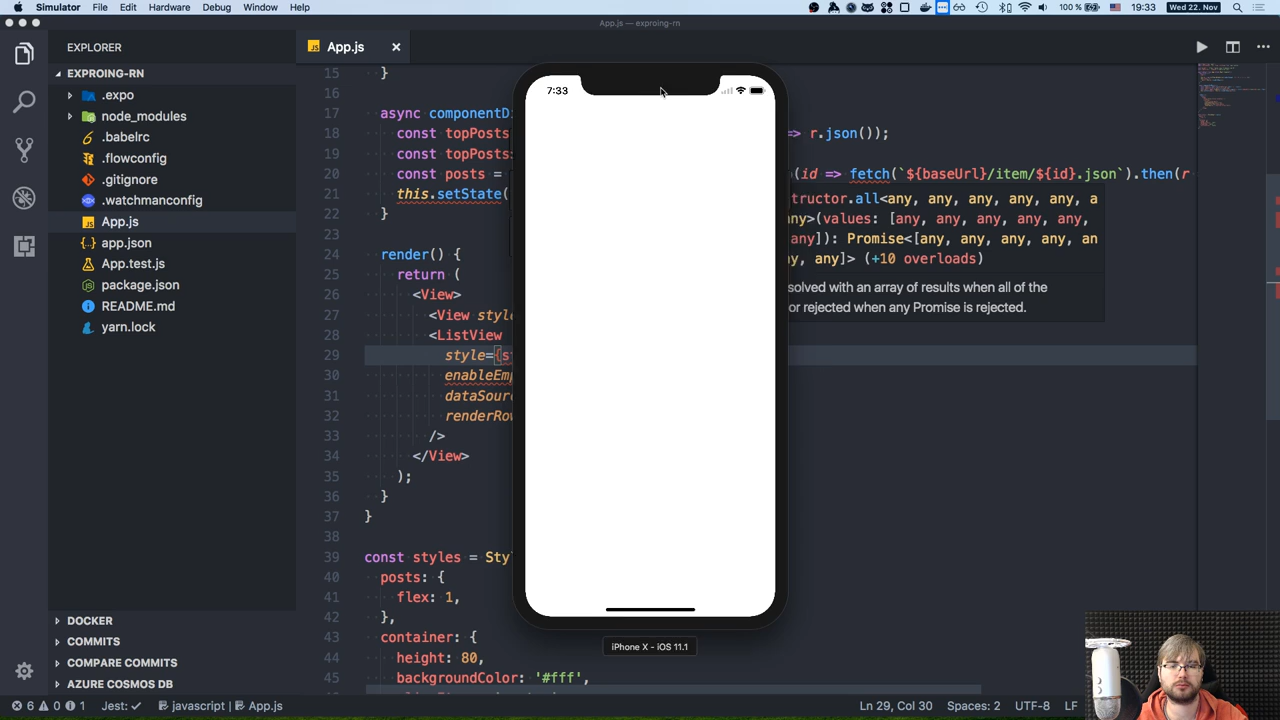 Simulator File Edit Hardware Debug Window Help 100 % 19:33 Wed 22. Nov
App.js — exproing-rn
EXPLORER
App.js
EXPROING-RN
.expo
node_modules
.babelrc
.flowconfig
.gitignore
.watchmanconfig
App.js
app.json
App.test.js
package.json
README.md
yarn.lock
DOCKER
COMMITS
COMPARE COMMITS
AZURE COSMOS DB
15 }
16
17 async componentD
18 const topPosts => r.json());
19 const topPosts
20 const posts = (id => fetch(`${baseUrl}/item/${id}.json`).then(r
21 this.setState(
22 }
23
24 render() {
25 return (
26 <View>
27 <View style
28 <ListView
29 style={s
30 enableEmp
31 dataSour
32 renderRow
33 />
34 </View>
35 );
36 }
37 }
38
39 const styles = Sty
40 posts: {
41 flex: 1,
42 },
43 container: {
44 height: 80,
45 backgroundColor: '#fff',
tructor.all<any, any, any, any, any, a
any>(values: [any, any, any, any, any,
any]): Promise<[any, any, any, any, an
y, any]> (+10 overloads)
solved with an array of results when all of the
or rejected when any Promise is rejected.
7:33
iPhone X - iOS 11.1
6 0 1 Jest: javascript | App.js Ln 29, Col 30 Spaces: 2 UTF-8 LF